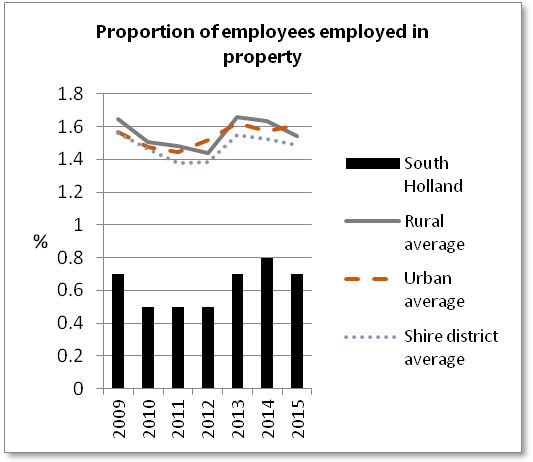 Proportion of employees employed in
property
1.8
1.6
1.4
1.2
1
0.8
0.6
0.4
0.2
0
%
2009
2010
2011
2012
2013
2014
2015
South
Holland
Rural
average
Urban
average
Shire district
average